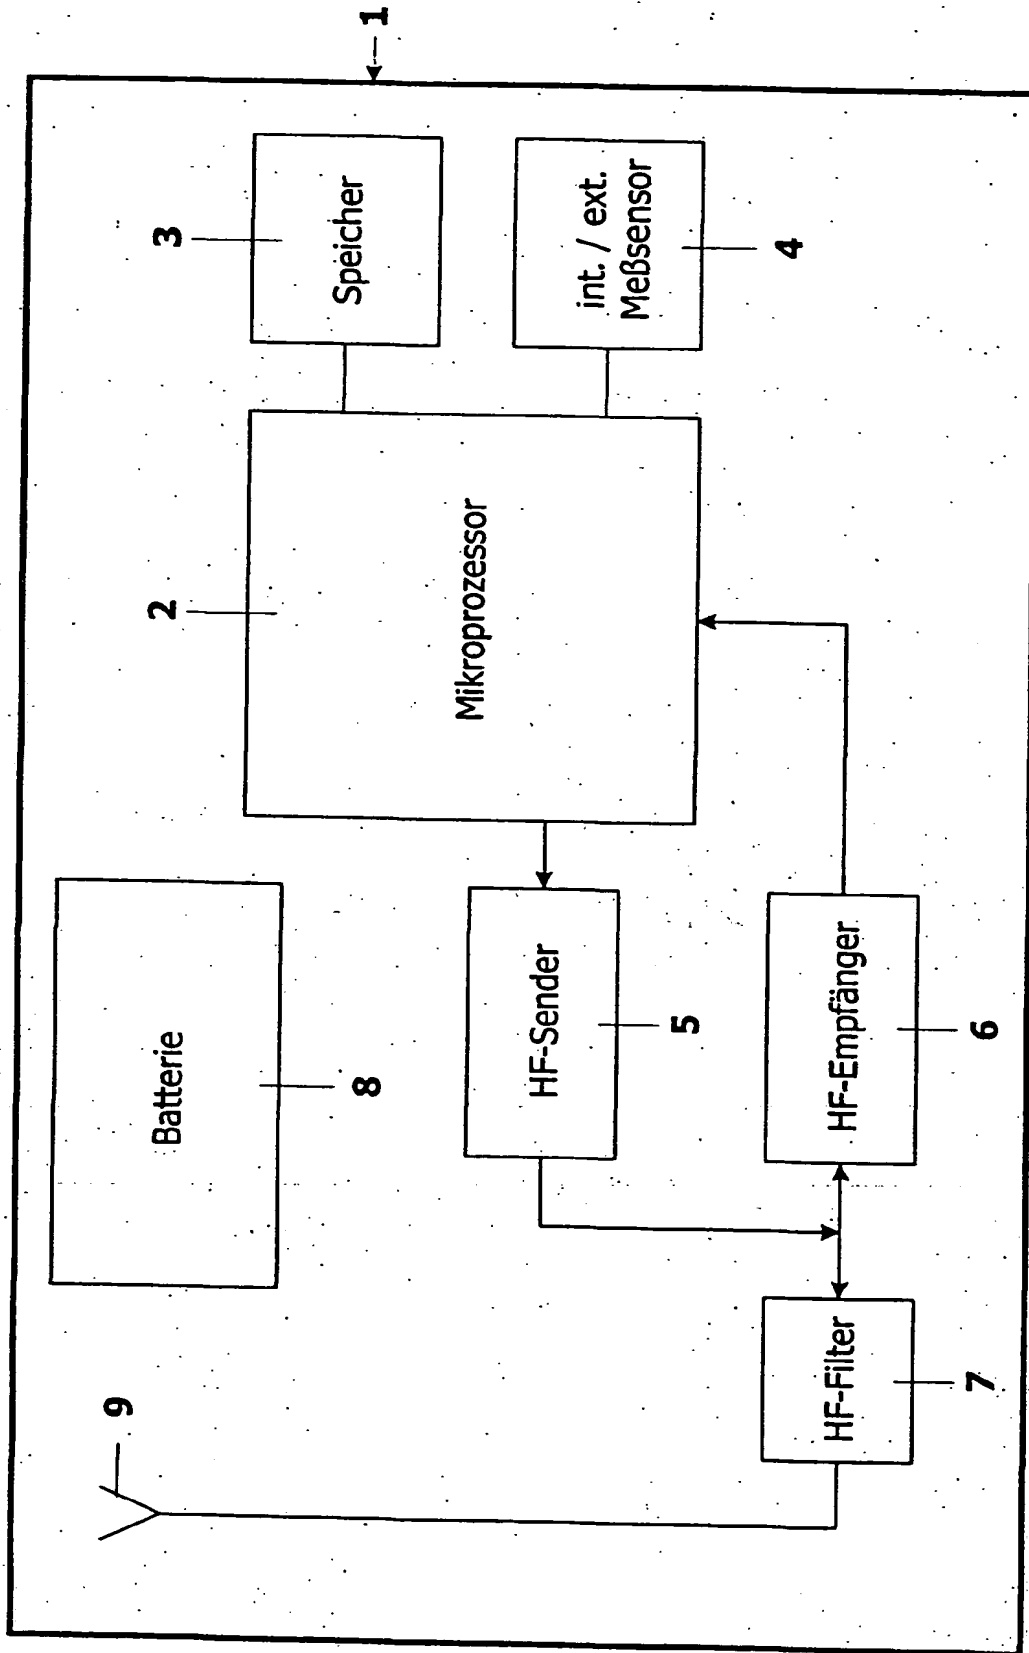 1
Batterie
8
9
2
Mikroprozessor
3
Speicher
int. / ext.
Meßsensor
4
HF-Sender
5
HF-Empfänger
6
HF-Filter
7